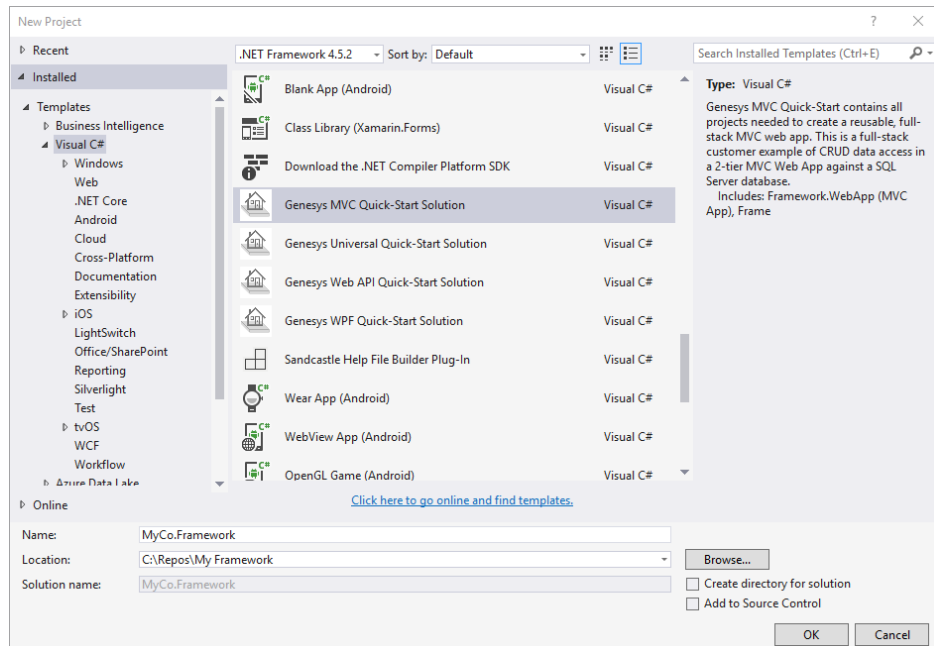 New Project
Recent
.NET Framework 4.5.2
Sort by: Default
Search Installed Templates (Ctrl+E)
Installed
Templates
Business Intelligence
Visual C#
Windows
Web
.NET Core
Android
Cloud
Cross-Platform
Documentation
Extensibility
iOS
LightSwitch
Office/SharePoint
Reporting
Silverlight
Test
tvOS
WCF
Workflow
Azure Data Lake
Online
Blank App (Android) Visual C#
Class Library (Xamarin.Forms) Visual C#
Download the .NET Compiler Platform SDK Visual C#
Genesys MVC Quick-Start Solution Visual C#
Genesys Universal Quick-Start Solution Visual C#
Genesys Web API Quick-Start Solution Visual C#
Genesys WPF Quick-Start Solution Visual C#
Sandcastle Help File Builder Plug-In Visual C#
Wear App (Android) Visual C#
WebView App (Android) Visual C#
OpenGL Game (Android) Visual C#
Click here to go online and find templates.
Type: Visual C#
Genesys MVC Quick-Start contains all
projects needed to create a reusable, full-
stack MVC web app. This is a full-stack
customer example of CRUD data access in
a 2-tier MVC Web App against a SQL
Server database.
Includes: Framework.WebApp (MVC
App), Frame
Name: MyCo.Framework
Location: C:\Repos\My Framework
Browse...
Solution name: MyCo.Framework
Create directory for solution
Add to Source Control
OK
Cancel